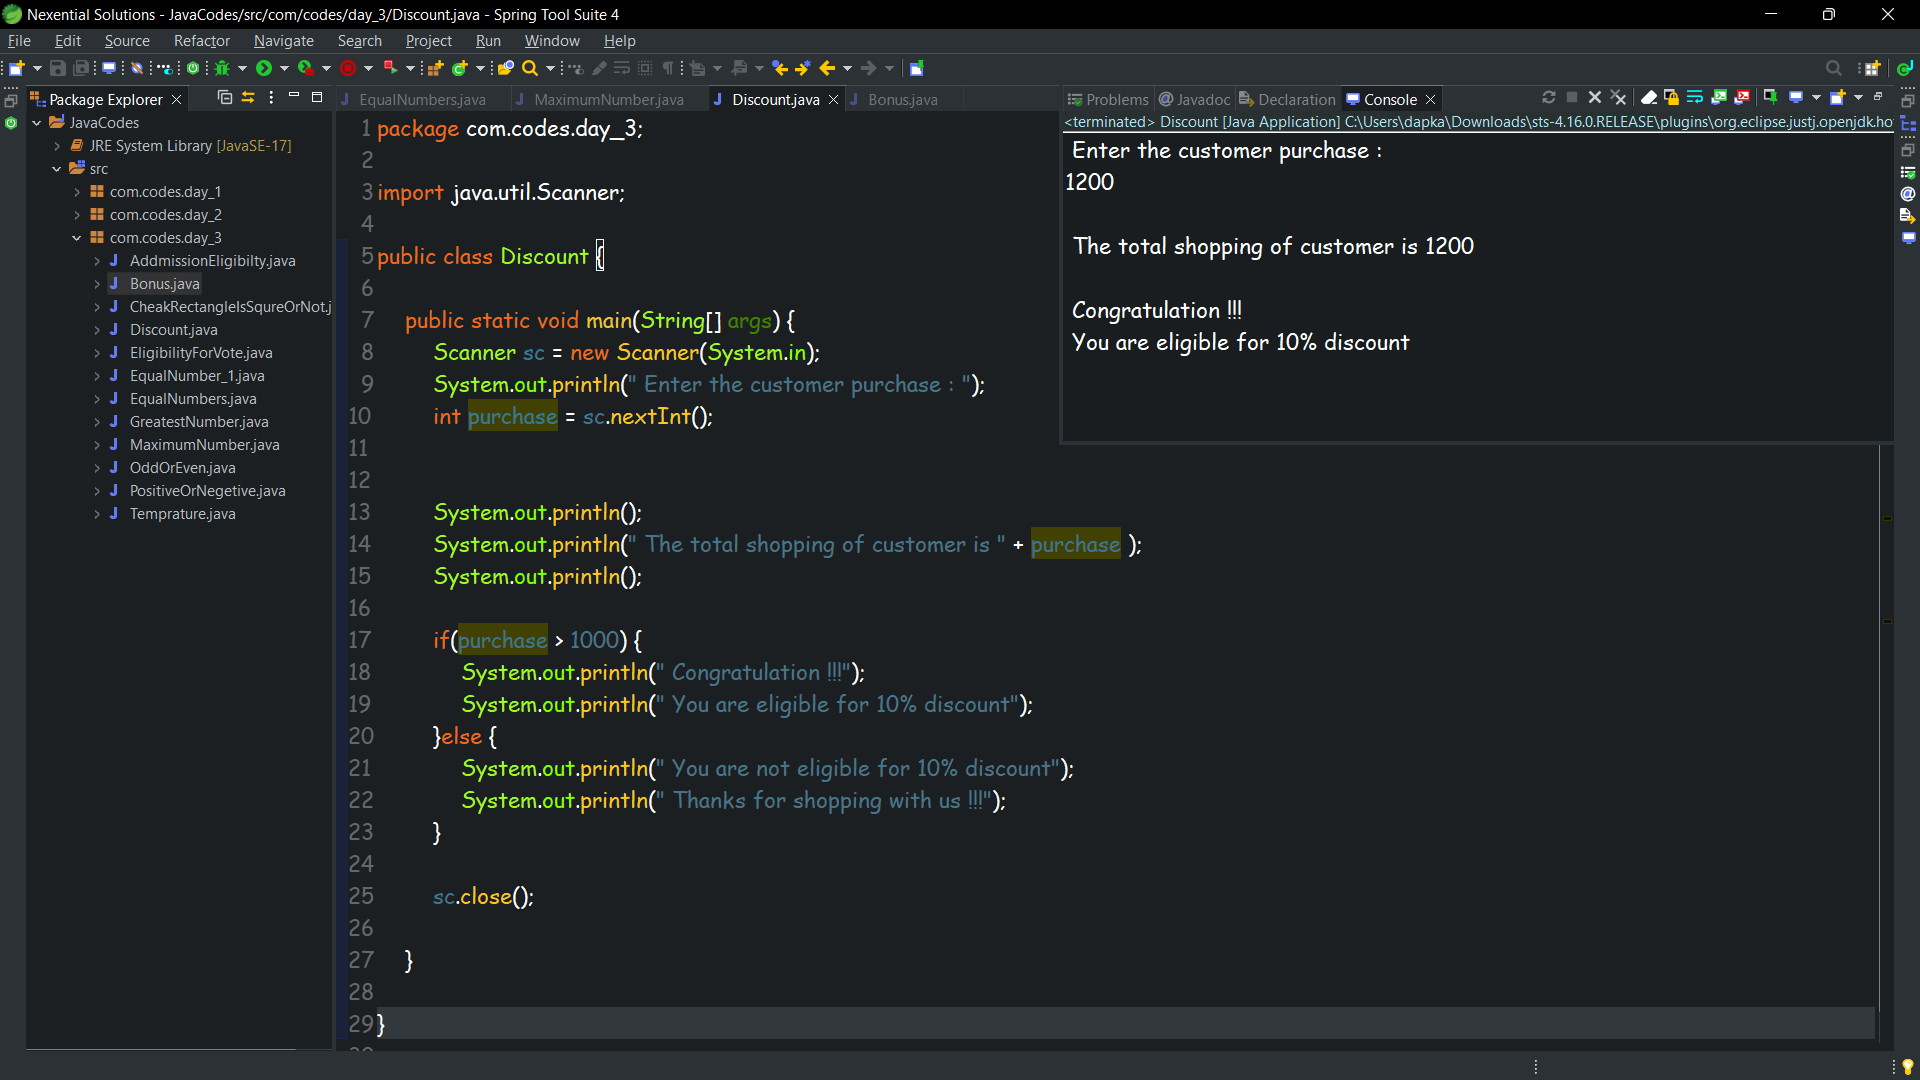 Nexential Solutions - JavaCodes/src/com/codes/day_3/Discount.java - Spring Tool Suite 4
File Edit Source Refactor Navigate Search Project Run Window Help
Package Explorer
JavaCodes
JRE System Library [JavaSE-17]
src
com.codes.day_1
com.codes.day_2
com.codes.day_3
AddmissionEligibilty.java
Bonus.java
CheakRectangleIsSqureOrNot.j
Discount.java
EligibilityForVote.java
EqualNumber_1.java
EqualNumbers.java
GreatestNumber.java
MaximumNumber.java
OddOrEven.java
PositiveOrNegetive.java
Temprature.java
EqualNumbers.java MaximumNumber.java Discount.java Bonus.java
1 package com.codes.day_3;
2
3 import java.util.Scanner;
4
5 public class Discount {
6
7 public static void main(String[] args) {
8 Scanner sc = new Scanner(System.in);
9 System.out.println(" Enter the customer purchase : ");
10 int purchase = sc.nextInt();
11
12
13 System.out.println();
14 System.out.println(" The total shopping of customer is " + purchase );
15 System.out.println();
16
17 if(purchase > 1000) {
18 System.out.println(" Congratulation !!!");
19 System.out.println(" You are eligible for 10% discount");
20 }else {
21 System.out.println(" You are not eligible for 10% discount");
22 System.out.println(" Thanks for shopping with us !!!");
23 }
24
25 sc.close();
26
27 }
28
29 }
Problems Javadoc Declaration Console
<terminated> Discount [Java Application] C:\Users\dapka\Downloads\sts-4.16.0.RELEASE\plugins\org.eclipse.justj.openjdk.ho
Enter the customer purchase :
1200
The total shopping of customer is 1200
Congratulation !!!
You are eligible for 10% discount